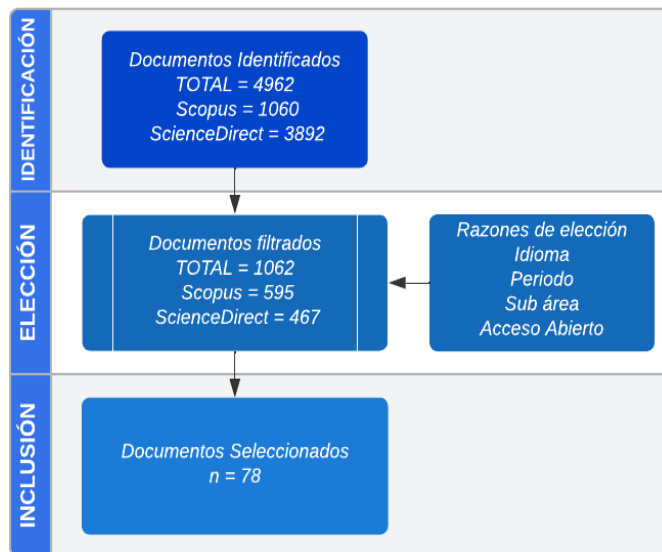 IDENTIFICACIÓN
Documentos Identificados
TOTAL = 4962
Scopus = 1060
ScienceDirect = 3892
ELECCIÓN
Documentos filtrados
TOTAL = 1062
Scopus = 595
ScienceDirect = 467
Razones de elección
Idioma
Periodo
Sub área
Acceso Abierto
INCLUSIÓN
Documentos Seleccionados
n = 78